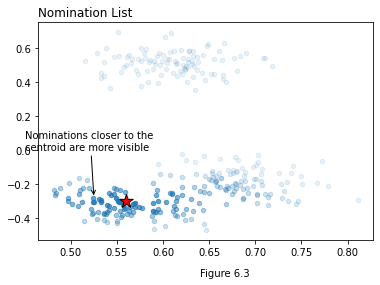 Nomination List
0.6
0.4
0.2
Nominations closer to the
0.0
centroid are more visible
−0.2
−0.4
0.50 0.55 0.60 0.65 0.70 0.75 0.80
Figure 6.3